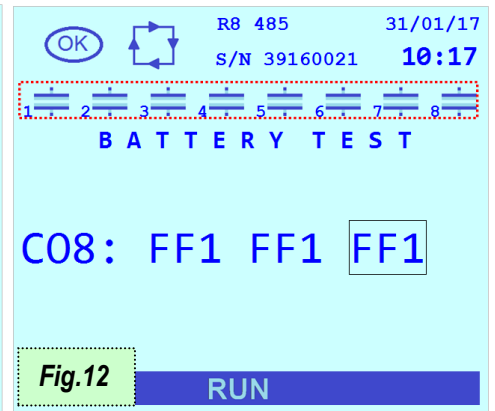 OK R8 485 31/01/17
S/N 39160021 10:17
1 2 3 4 5 6 7 8
BATTERY TEST
CO8: FF1 FF1 FF1
Fig.12 RUN